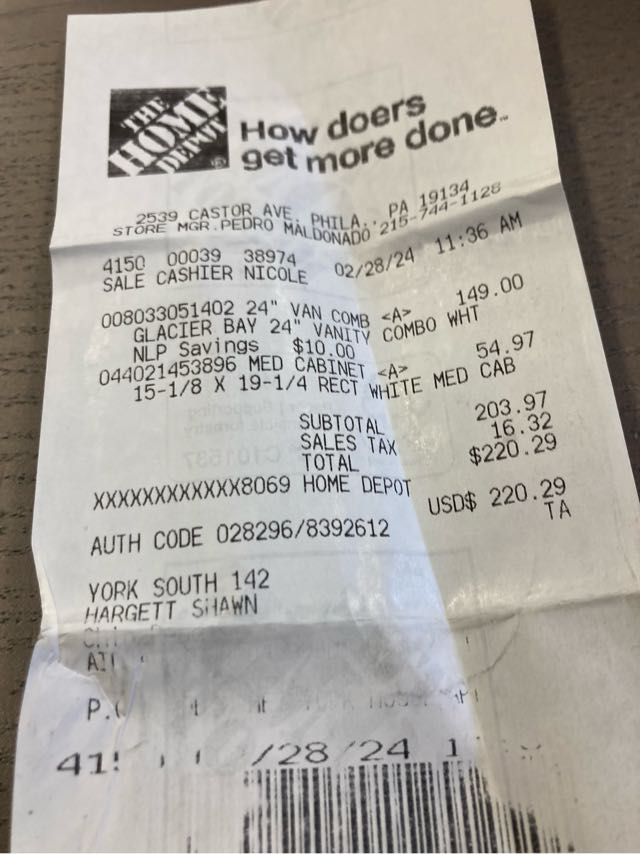 THE
HOME
DEPOT
How doers
get more done™
2539 CASTOR AVE. PHILA., PA 19134
STORE MGR.PEDRO MALDONADO 215-744-1128
4150 00039 38974 02/28/24 11:36 AM
SALE CASHIER NICOLE
008033051402 24" VAN COMB <A> 149.00
GLACIER BAY 24" VANITY COMBO WHT
NLP Savings $10.00
044021453896 MED CABINET <A> 54.97
15-1/8 X 19-1/4 RECT WHITE MED CAB
SUBTOTAL 203.97
SALES TAX 16.32
TOTAL $220.29
XXXXXXXXXXXX8069 HOME DEPOT
USD$ 220.29
AUTH CODE 028296/8392612 TA
YORK SOUTH 142
HARGETT SHAWN
/28/24